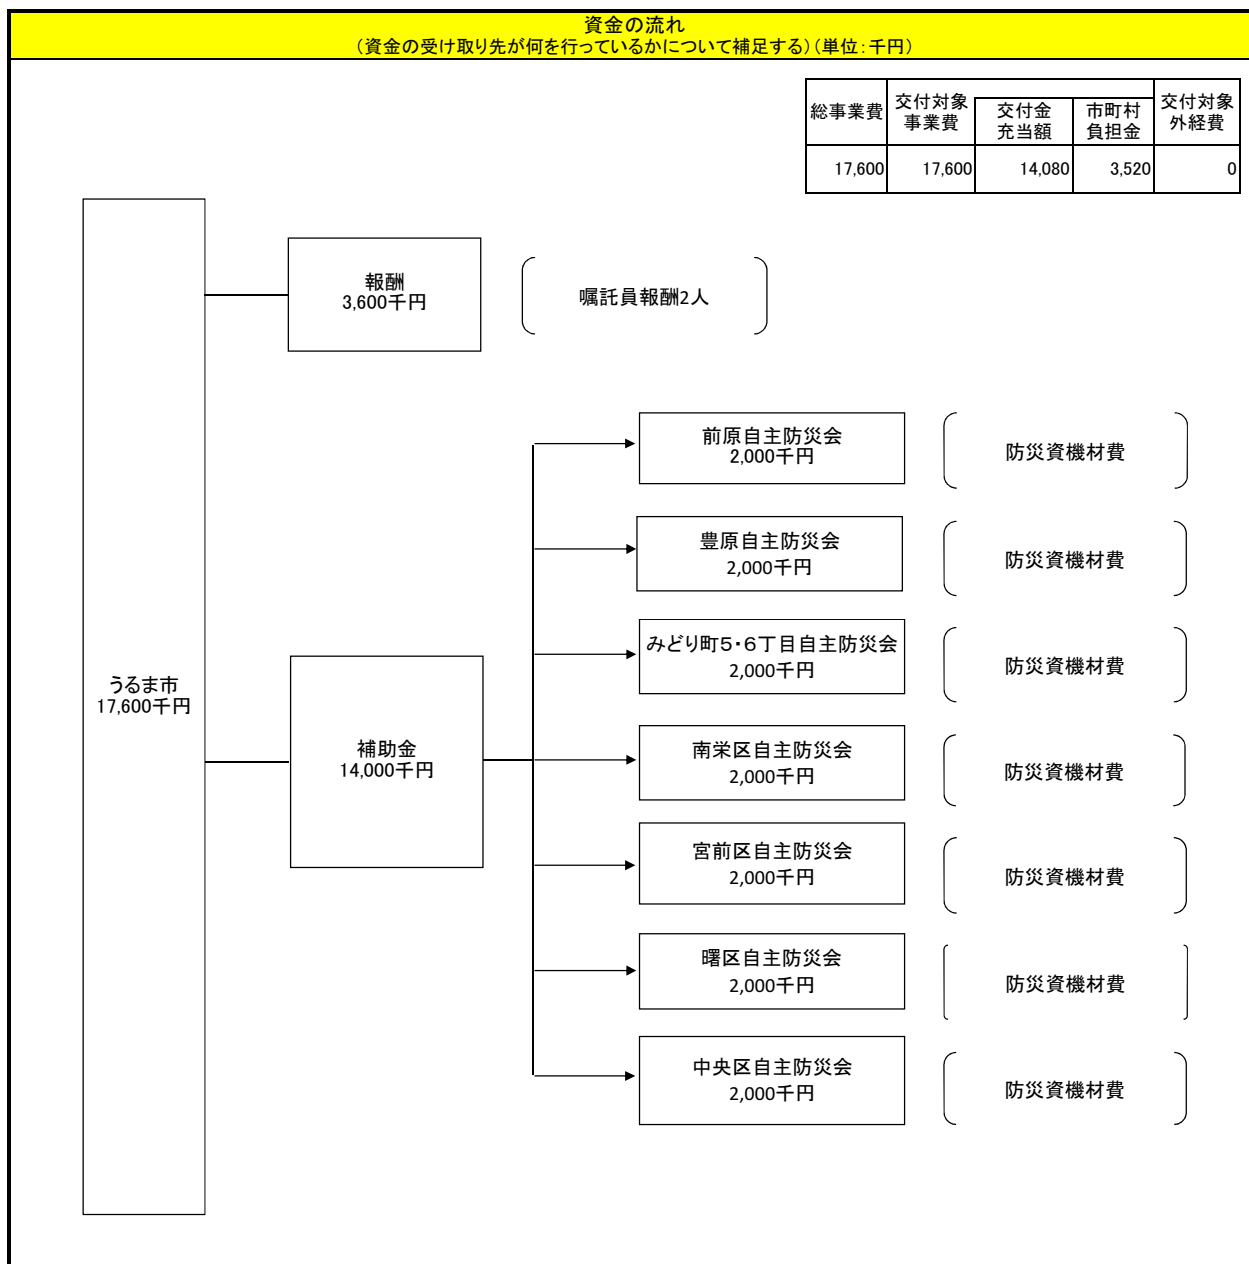 資金の流れ
（資金の受け取り先が何を行っているかについて補足する）（単位：千円）
総事業費
交付対象
事業費
交付金
充当額
市町村
負担金
交付対象
外経費
17,600
17,600
14,080
3,520
0
うるま市
17,600千円
報酬
3,600千円
嘱託員報酬2人
補助金
14,000千円
前原自主防災会
2,000千円
防災資機材費
豊原自主防災会
2,000千円
防災資機材費
みどり町５・６丁目自主防災会
2,000千円
防災資機材費
南栄区自主防災会
2,000千円
防災資機材費
宮前区自主防災会
2,000千円
防災資機材費
曙区自主防災会
2,000千円
防災資機材費
中央区自主防災会
2,000千円
防災資機材費